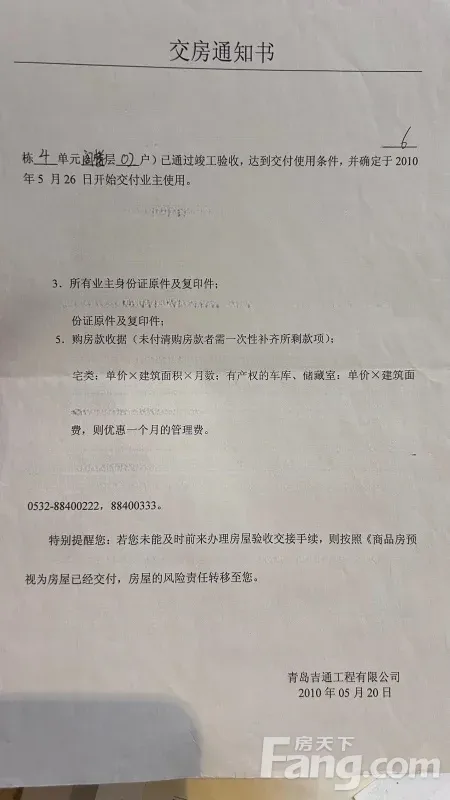 交房通知书
6
栋 4 单元 阁楼 层 02 户）已通过竣工验收，达到交付使用条件，并确定于 2010
年 5 月 26 日开始交付业主使用。
3．所有业主身份证原件及复印件；
份证原件及复印件；
5．购房款收据（未付清购房款者需一次性补齐所剩款项）；
宅类：单价×建筑面积×月数；有产权的车库、储藏室：单价×建筑面
费，则优惠一个月的管理费。
0532-88400222，88400333。
特别提醒您：若您未能及时前来办理房屋验收交接手续，则按照《商品房预
视为房屋已经交付，房屋的风险责任转移至您。
青岛吉通工程有限公司
2010 年 05 月 20 日
房天下
Fang.com